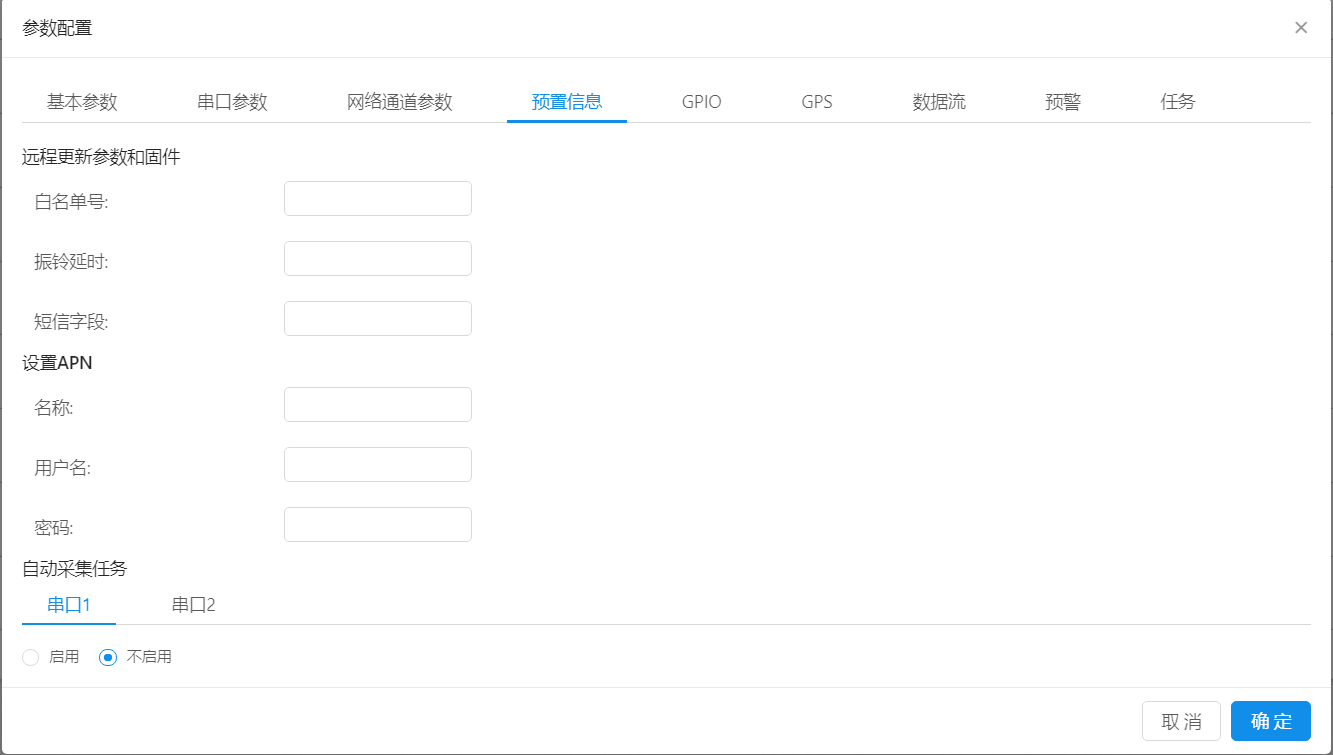 参数配置
基本参数 串口参数 网络通道参数 预置信息 GPIO GPS 数据流 预警 任务
远程更新参数和固件
白名单号:
振铃延时:
短信字段:
设置APN
名称:
用户名:
密码:
自动采集任务
串口1 串口2
启用 不启用
取 消 确 定